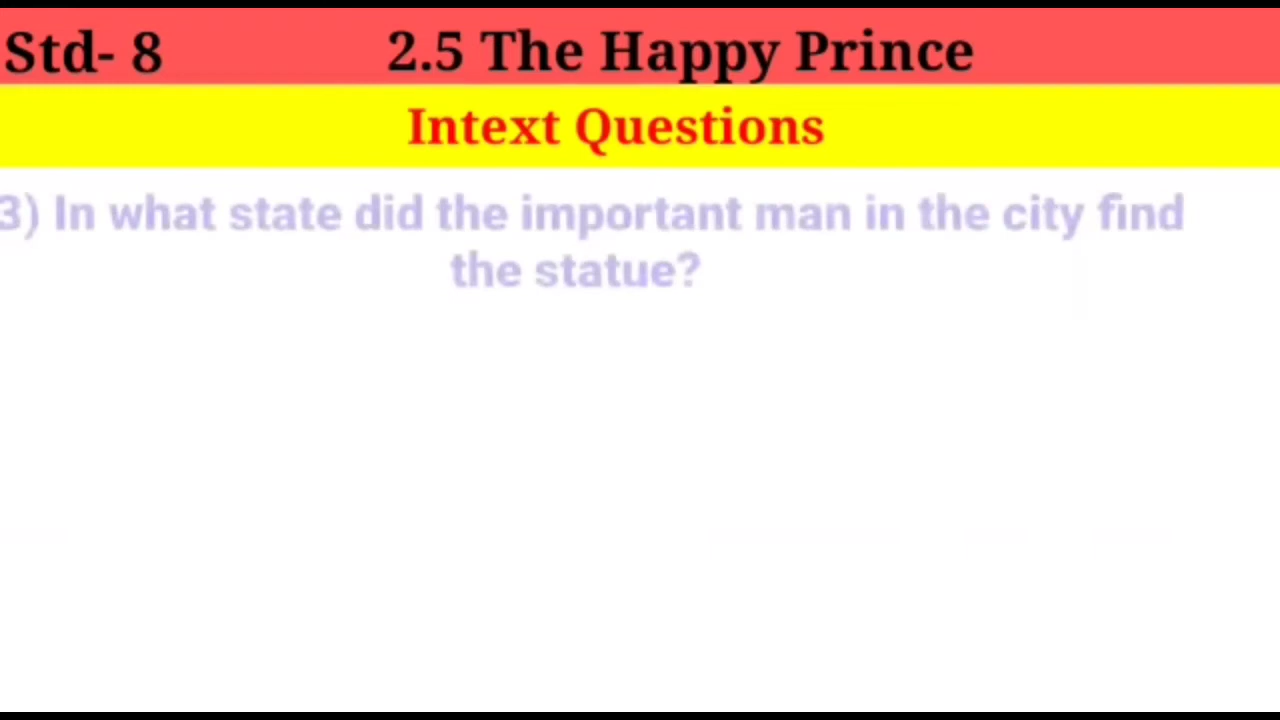 Std- 8 2.5 The Happy Prince
Intext Questions
3) In what state did the important man in the city find
the statue?